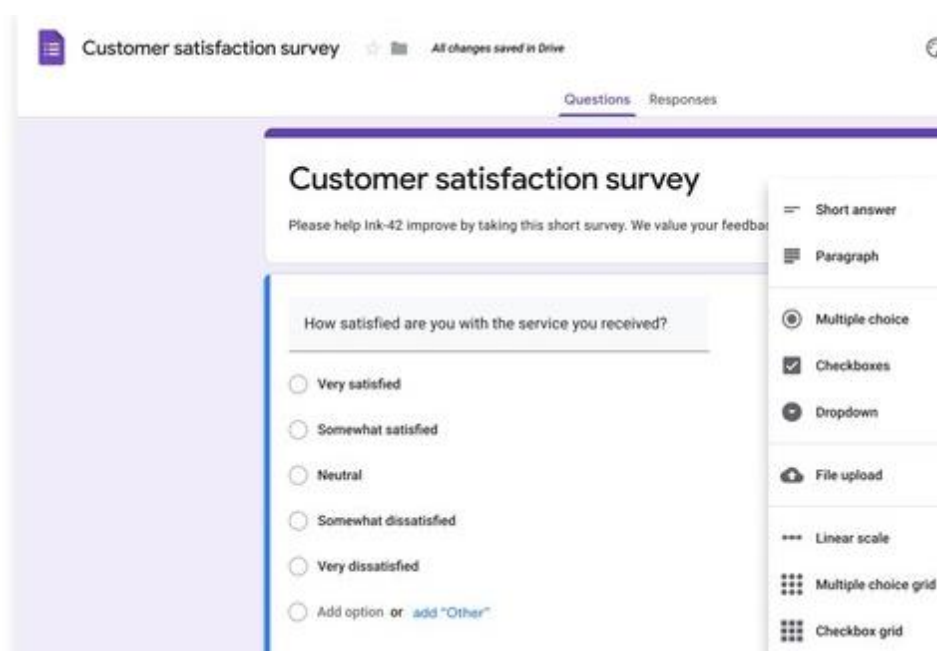 Customer satisfaction survey
All changes saved in Drive
Questions Responses
Customer satisfaction survey
Please help Ink-42 improve by taking this short survey. We value your
Short answer
Paragraph
How satisfied are you with the service you received?
Multiple choice
Very satisfied
Checkboxes
Somewhat satisfied
Dropdown
Neutral
File upload
Somewhat dissatisfied
Linear scale
Very dissatisfied
Multiple choice grid
Add option or add "Other"
Checkbox grid